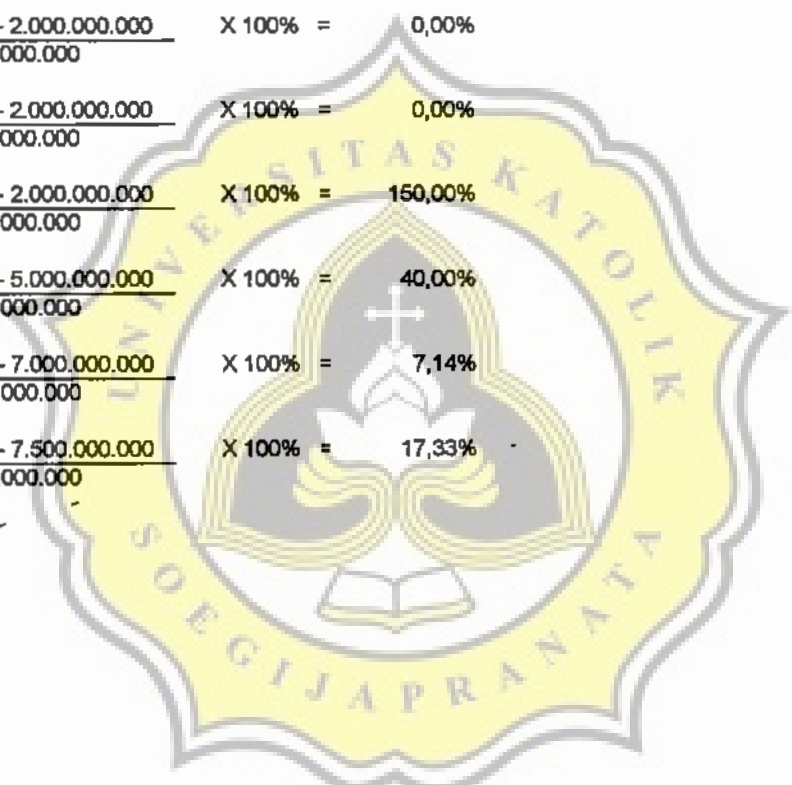 - 2.000.000.000 X 100% = 0,00%
000.000
- 2.000.000.000 X 100% = 0,00%
000.000
- 2.000.000.000 X 100% = 150,00%
000.000
- 5.000.000.000 X 100% = 40,00%
000.000
- 7.000.000.000 X 100% = 7,14%
000.000
- 7.500.000.000 X 100% = 17,33%
000.000
UNIVERSITAS KATOLIK
SOEGIJAPRANATA